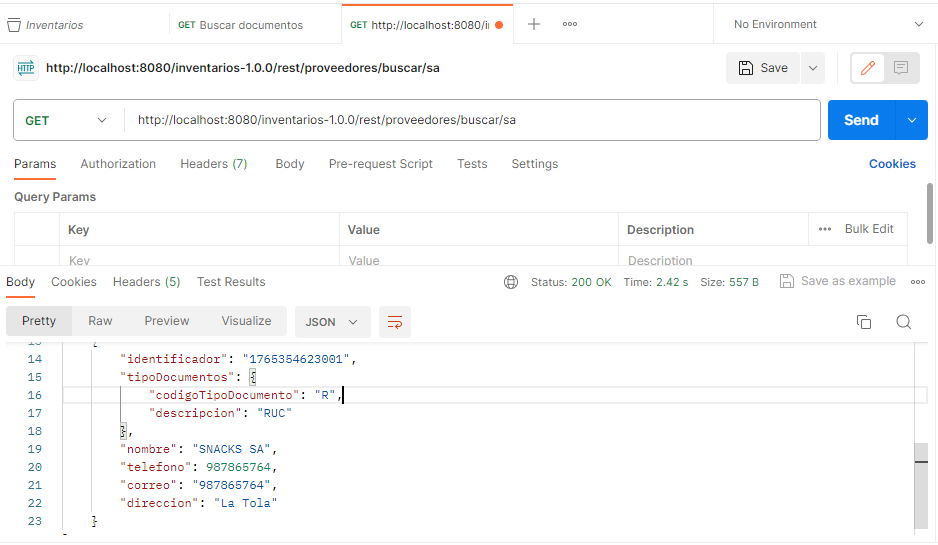 Inventarios GET Buscar documentos GET http://localhost:8080/i No Environment
HTTP http://localhost:8080/inventarios-1.0.0/rest/proveedores/buscar/sa Save
GET http://localhost:8080/inventarios-1.0.0/rest/proveedores/buscar/sa Send
Params Authorization Headers (7) Body Pre-request Script Tests Settings Cookies
Query Params
Key Value Description Bulk Edit
Key Value Description
Body Cookies Headers (5) Test Results Status: 200 OK Time: 2.42 s Size: 557 B Save as example
Pretty Raw Preview Visualize JSON
13 {
14 "identificador": "1765354623001",
15 "tipoDocumentos": {
16 "codigoTipoDocumento": "R",
17 "descripcion": "RUC"
18 },
19 "nombre": "SNACKS SA",
20 "telefono": 987865764,
21 "correo": "987865764",
22 "direccion": "La Tola"
23 }